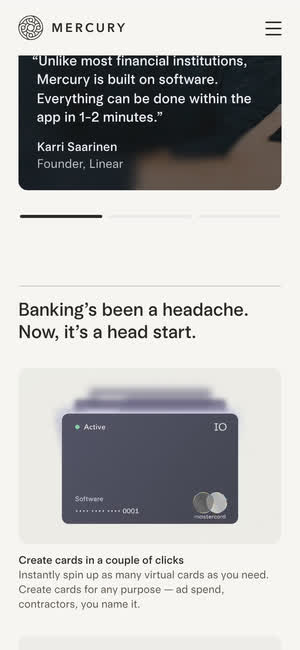 MERCURY
“Unlike most financial institutions,
Mercury is built on software.
Everything can be done within the
app in 1-2 minutes.”
Karri Saarinen
Founder, Linear
Banking’s been a headache.
Now, it’s a head start.
Active
IO
Software
•••• •••• •••• 0001
mastercard
Create cards in a couple of clicks
Instantly spin up as many virtual cards as you need.
Create cards for any purpose — ad spend,
contractors, you name it.